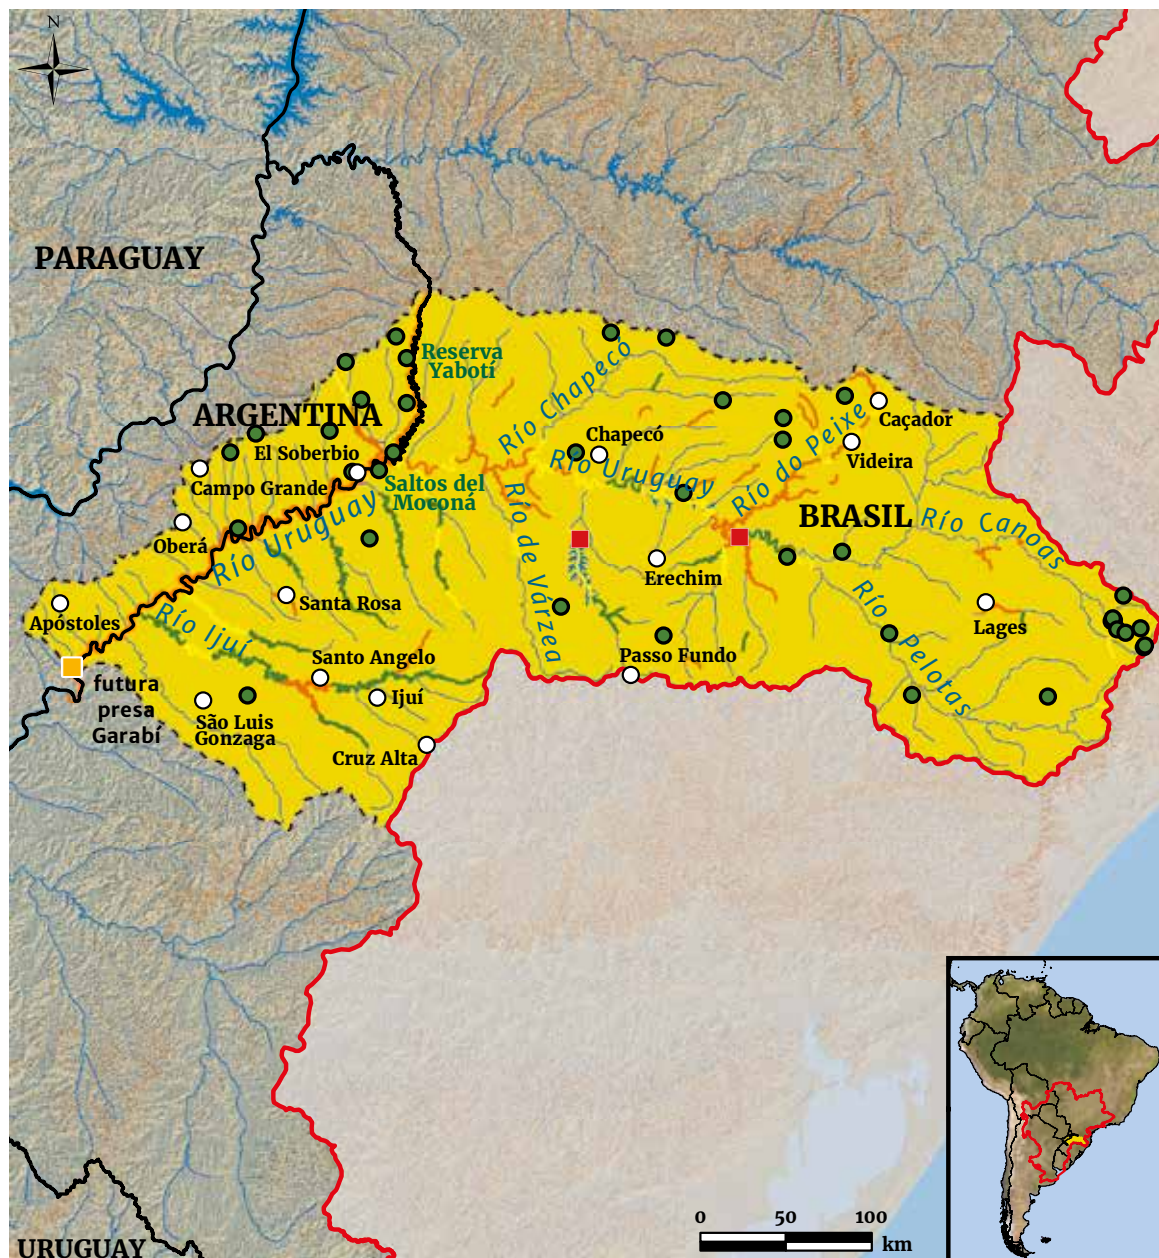 N
PARAGUAY
Reserva
Yabotí
Río Chapecó
ARGENTINA
Río do Peixe
Caçador
Chapecó
El Soberbio
Videira
Río Uruguay
Campo Grande
Saltos del
Moconá
BRASIL
Río Canoas
Río Uruguay
Río de Várzea
Oberá
Erechim
Santa Rosa
Río Pelotas
Lages
Apóstoles
Río Ijuí
Santo Angelo
Passo Fundo
futura
presa
Garabí
Ijuí
São Luis
Gonzaga
Cruz Alta
0 50 100
km
URUGUAY